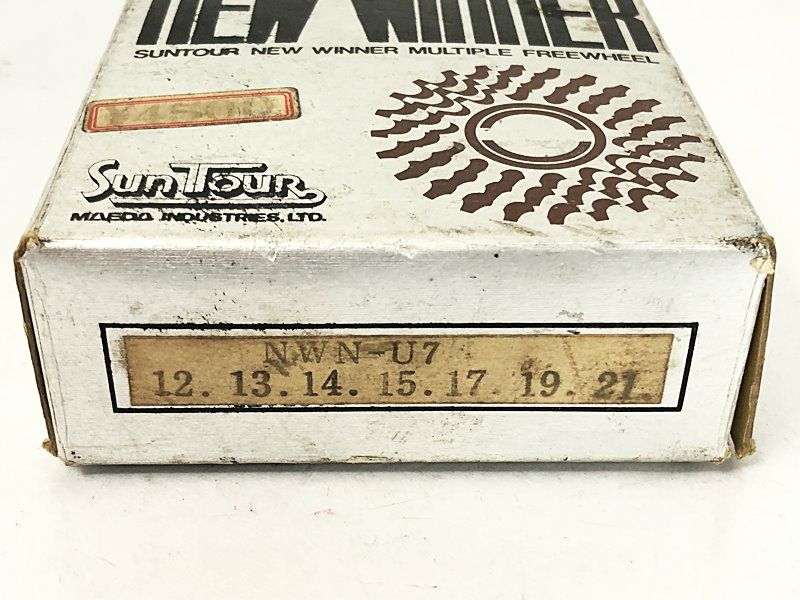 NEW WINNER
SUNTOUR NEW WINNER MULTIPLE FREEWHEEL
SunTour
MAEDA INDUSTRIES, LTD.
NWN-U7
12. 13. 14. 15. 17. 19. 21.